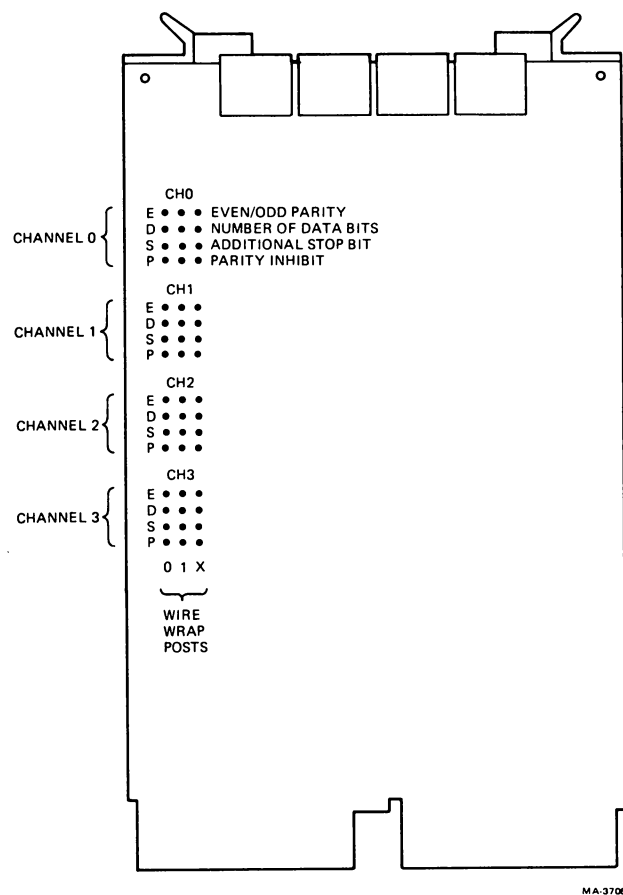 CH0
E EVEN/ODD PARITY
D NUMBER OF DATA BITS
CHANNEL 0
S ADDITIONAL STOP BIT
P PARITY INHIBIT
CH1
E
D
CHANNEL 1
S
P
CH2
E
D
CHANNEL 2
S
P
CH3
E
D
CHANNEL 3
S
P
0 1 X
WIRE
WRAP
POSTS